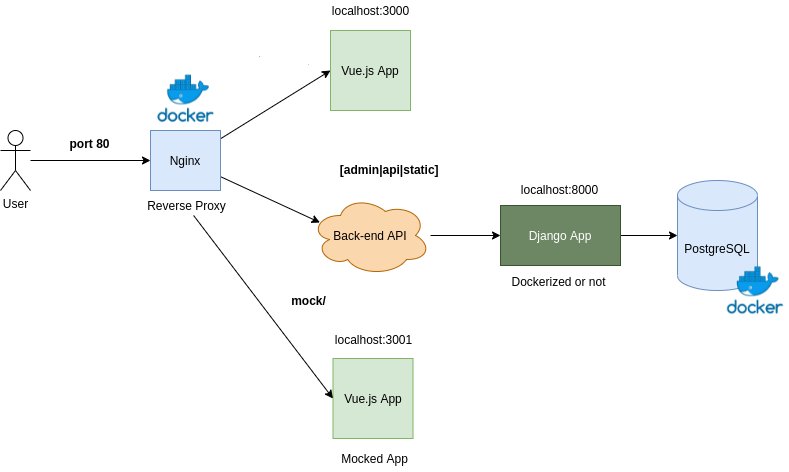 localhost:3000
Vue.js App
docker
port 80
Nginx
User
Reverse Proxy
[admin|api|static]
Back-end API
localhost:8000
Django App
Dockerized or not
PostgreSQL
docker
mock/
localhost:3001
Vue.js App
Mocked App